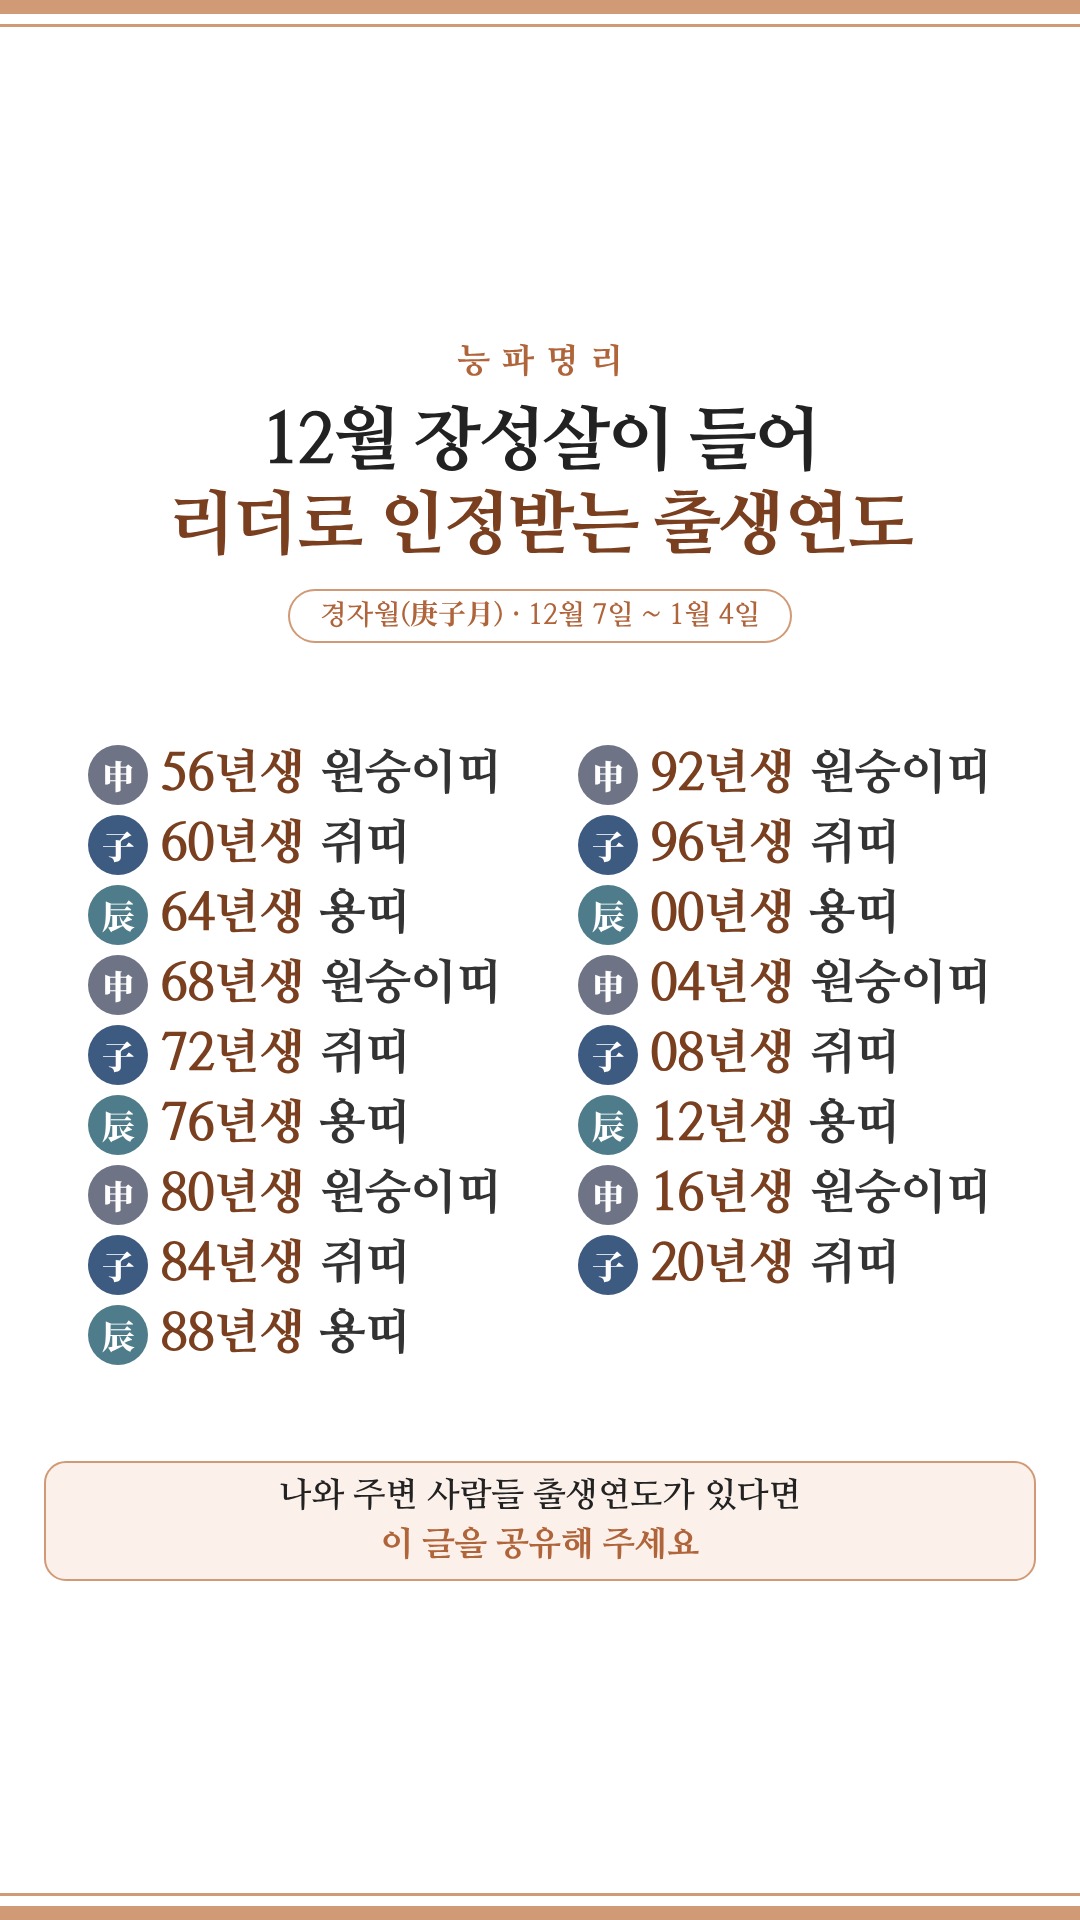 능파명리
12월 장성살이 들어
리더로 인정받는 출생연도
경자월(庚子月) · 12월 7일 ~ 1월 4일
申 56년생 원숭이띠
子 60년생 쥐띠
辰 64년생 용띠
申 68년생 원숭이띠
子 72년생 쥐띠
辰 76년생 용띠
申 80년생 원숭이띠
子 84년생 쥐띠
辰 88년생 용띠
申 92년생 원숭이띠
子 96년생 쥐띠
辰 00년생 용띠
申 04년생 원숭이띠
子 08년생 쥐띠
辰 12년생 용띠
申 16년생 원숭이띠
子 20년생 쥐띠
나와 주변 사람들 출생연도가 있다면
이 글을 공유해 주세요